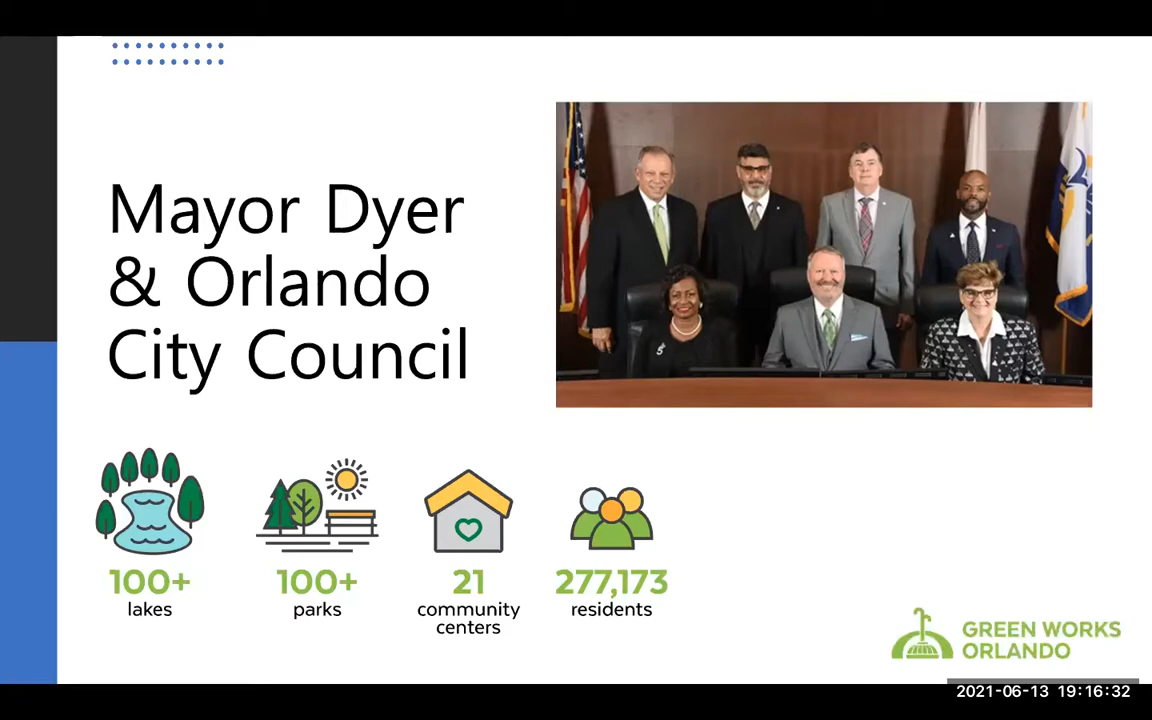 Mayor Dyer
& Orlando
City Council
100+
lakes
100+
parks
21
community
centers
277,173
residents
GREEN WORKS
ORLANDO
2021-06-13 19:16:32